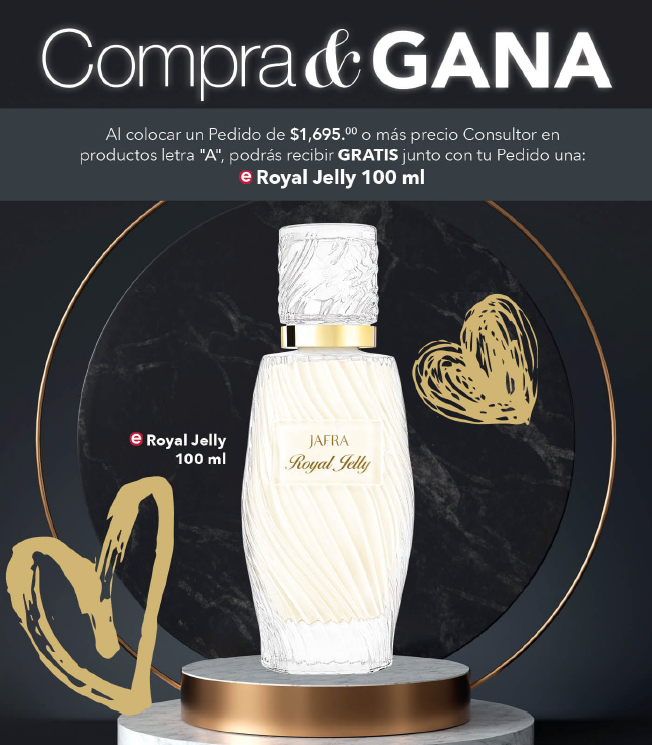 Compra & GANA
Al colocar un Pedido de $1,695.00 o más precio Consultor en
productos letra "A", podrás recibir GRATIS junto con tu Pedido una:
e Royal Jelly 100 ml
JAFRA
Royal Jelly
e Royal Jelly
100 ml